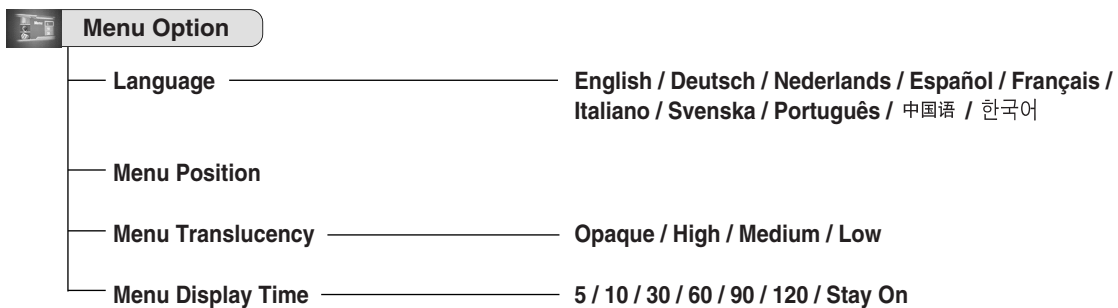 Menu Option
Language English / Deutsch / Nederlands / Español / Français /
Italiano / Svenska / Português / 中国语 / 한국어
Menu Position
Menu Translucency Opaque / High / Medium / Low
Menu Display Time 5 / 10 / 30 / 60 / 90 / 120 / Stay On